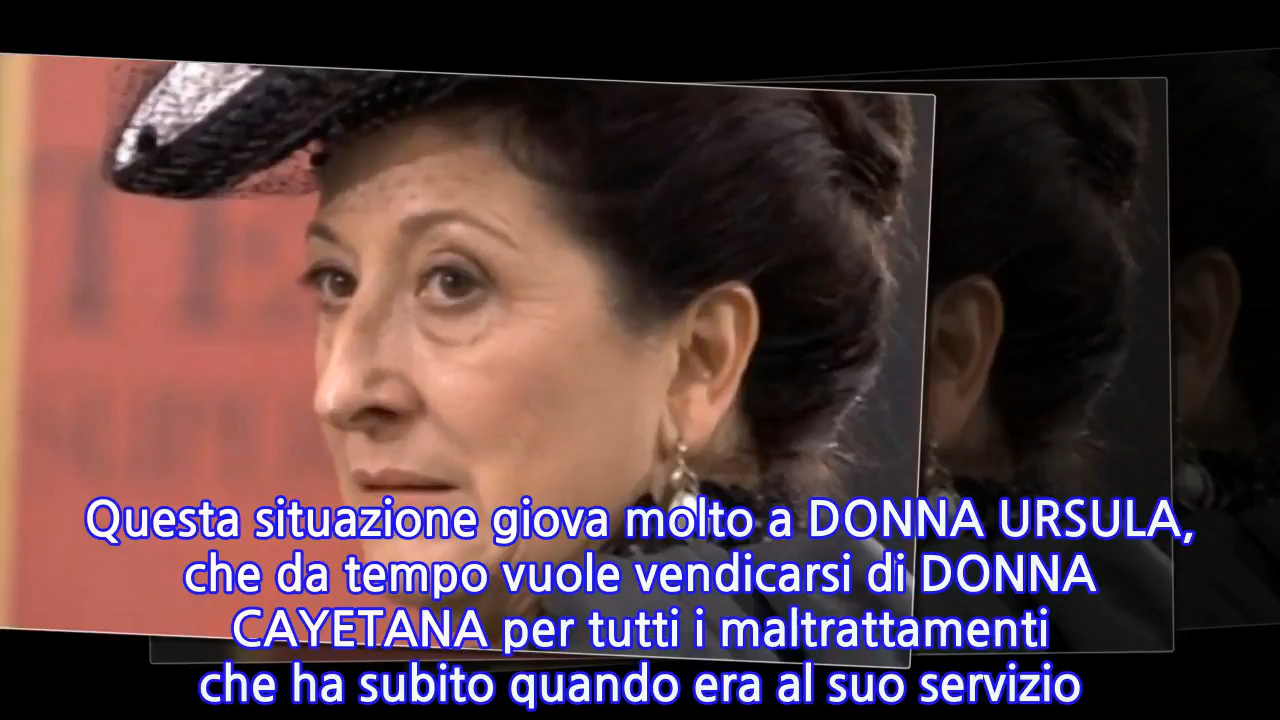 Questa situazione giova molto a DONNA URSULA,
che da tempo vuole vendicarsi di DONNA
CAYETANA per tutti i maltrattamenti
che ha subito quando era al suo servizio